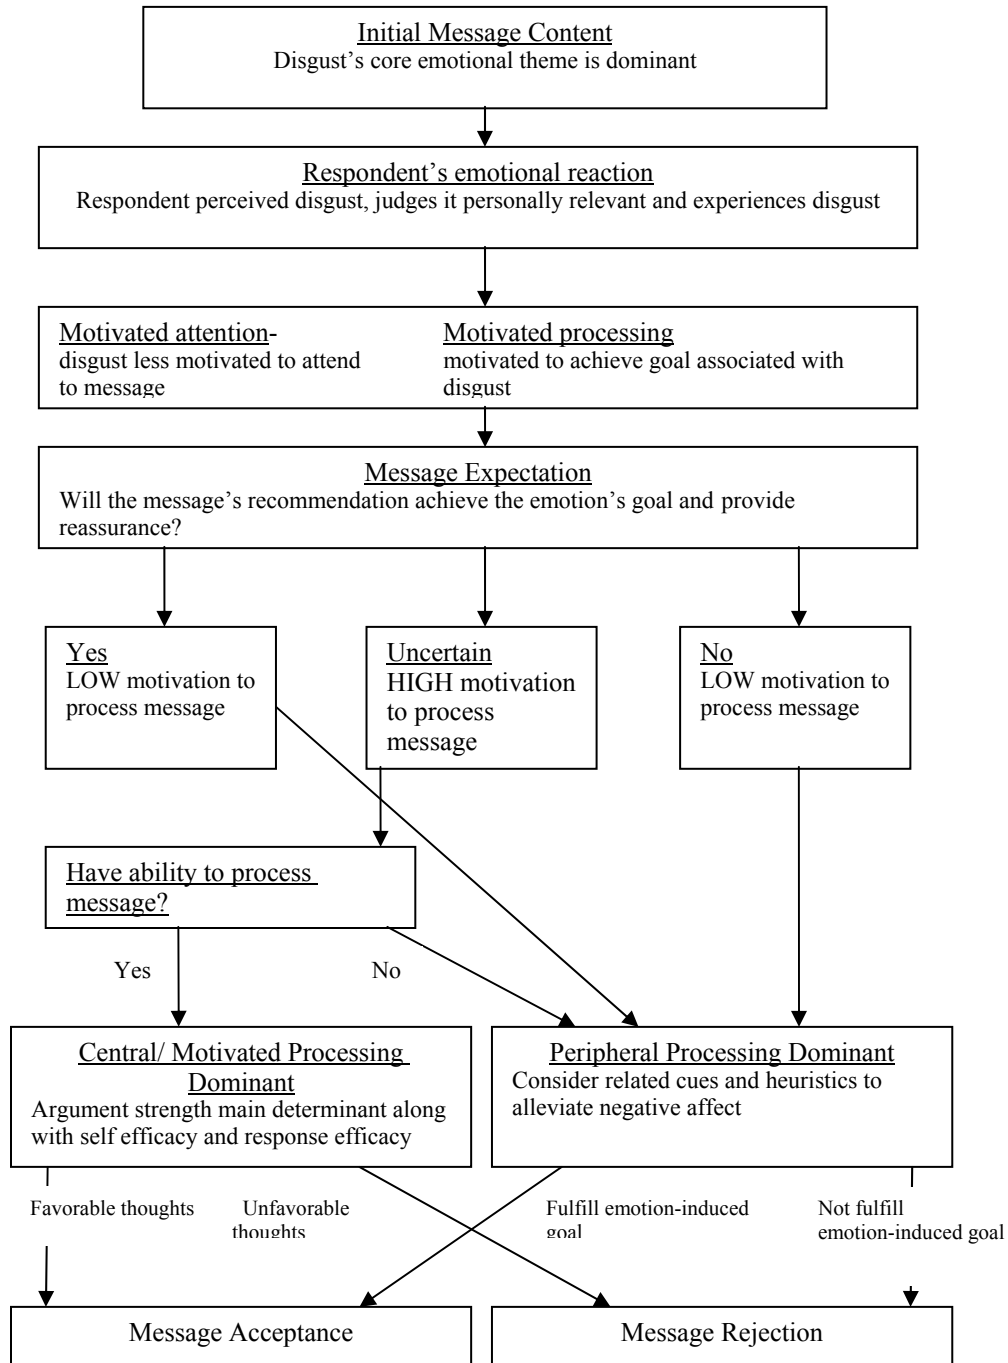 Initial Message Content
Disgust’s core emotional theme is dominant
Respondent’s emotional reaction
Respondent perceived disgust, judges it personally relevant and experiences disgust
Motivated attention-
disgust less motivated to attend
to message
Motivated processing
motivated to achieve goal associated with
disgust
Message Expectation
Will the message’s recommendation achieve the emotion’s goal and provide
reassurance?
Yes
LOW motivation to
process message
Uncertain
HIGH motivation
to process
message
No
LOW motivation to
process message
Have ability to process
message?
Yes
No
Central/ Motivated Processing
Dominant
Argument strength main determinant along
with self efficacy and response efficacy
Peripheral Processing Dominant
Consider related cues and heuristics to
alleviate negative affect
Favorable thoughts
Unfavorable
thoughts
Fulfill emotion-induced
goal
Not fulfill
emotion-induced goal
Message Acceptance
Message Rejection